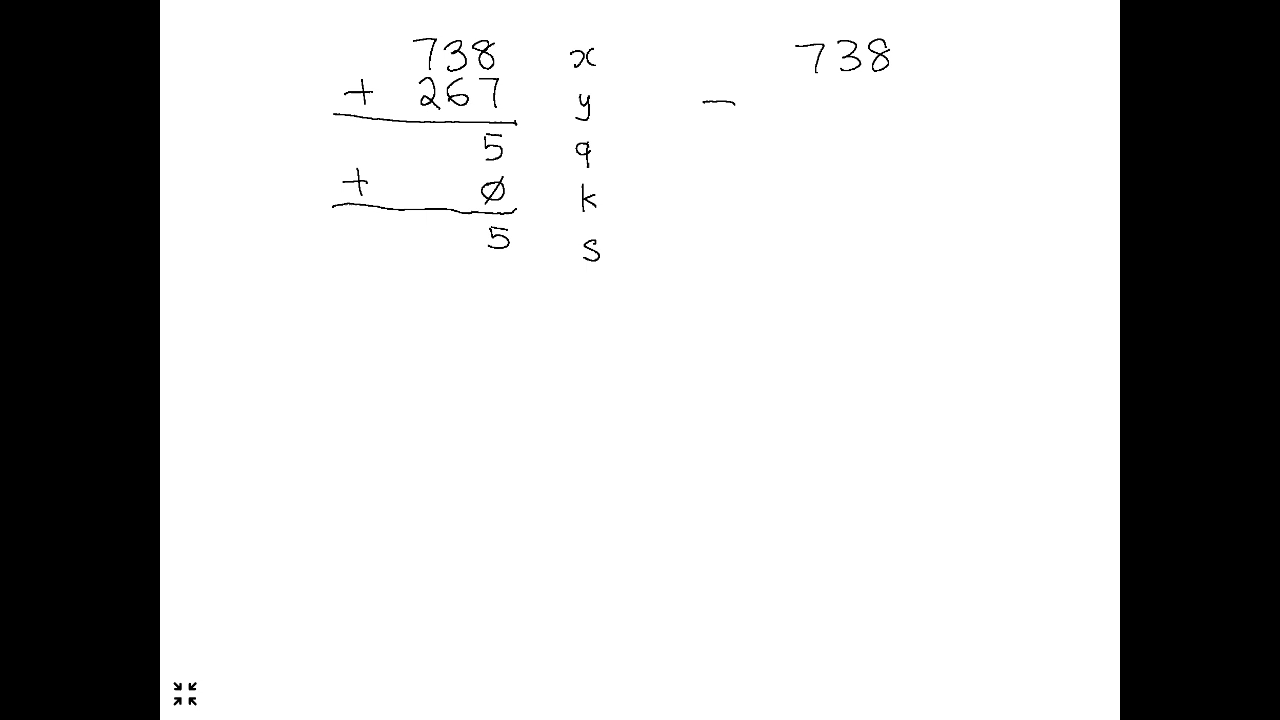 738 x 738
+ 267 y —
5 q
+ ∅ k
5 s